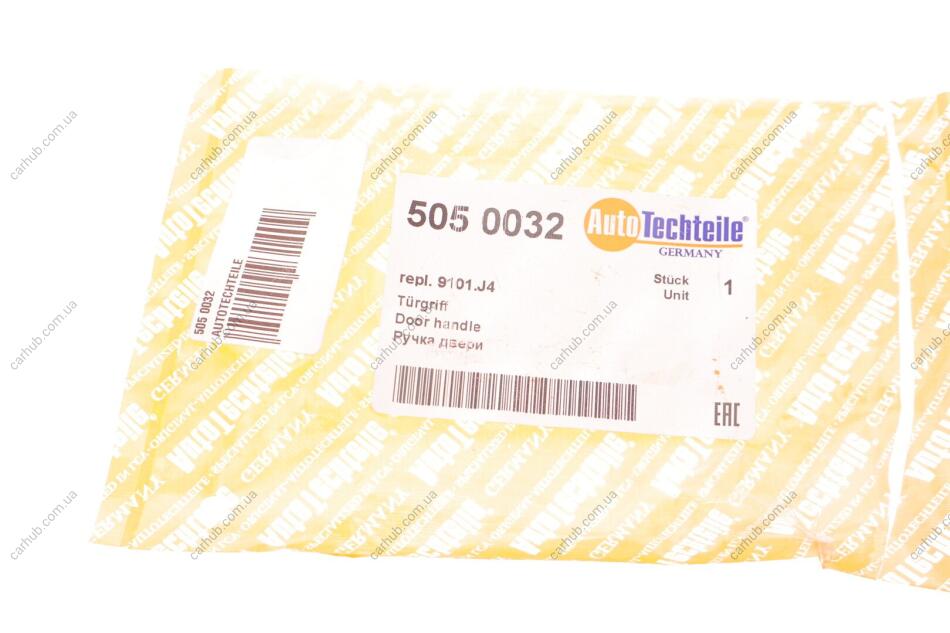 505 0032
AutoTechteile®
GERMANY
repl. 9101.J4
Stück
Unit
1
Türgriff
Door handle
Ручка двери
EAC
505 0032
AUTOTECHTEILE
carhub.com.ua